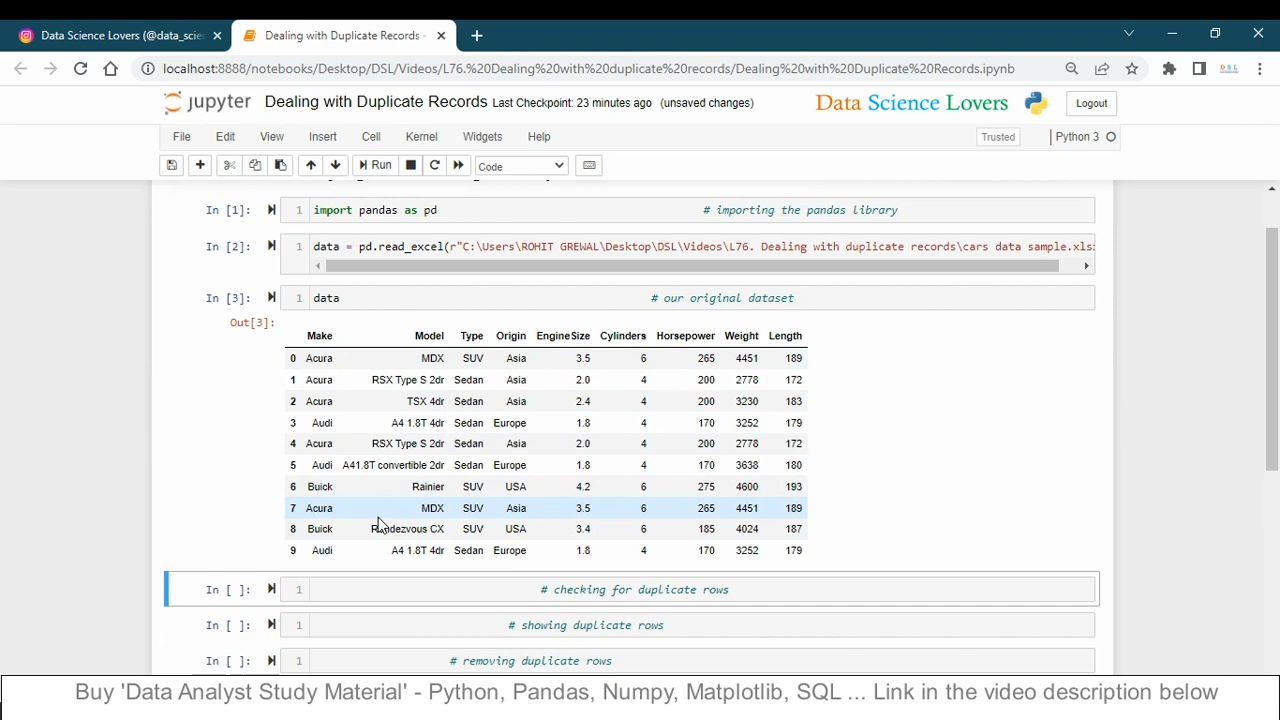 Data Science Lovers (@data_scie
Dealing with Duplicate Records -
localhost:8888/notebooks/Desktop/DSL/Videos/L76.%20Dealing%20with%20duplicate%20records/Dealing%20with%20Duplicate%20Records.ipynb
DSL
jupyter Dealing with Duplicate Records Last Checkpoint: 23 minutes ago (unsaved changes) Data Science Lovers Logout
File Edit View Insert Cell Kernel Widgets Help Trusted Python 3
Run Code
In [1]: 1 import pandas as pd # importing the pandas library
In [2]: 1 data = pd.read_excel(r"C:\Users\ROHIT GREWAL\Desktop\DSL\Videos\L76. Dealing with duplicate records\cars data sample.xls
In [3]: 1 data # our original dataset
Out[3]:
Make Model Type Origin EngineSize Cylinders Horsepower Weight Length
0 Acura MDX SUV Asia 3.5 6 265 4451 189
1 Acura RSX Type S 2dr Sedan Asia 2.0 4 200 2778 172
2 Acura TSX 4dr Sedan Asia 2.4 4 200 3230 183
3 Audi A4 1.8T 4dr Sedan Europe 1.8 4 170 3252 179
4 Acura RSX Type S 2dr Sedan Asia 2.0 4 200 2778 172
5 Audi A41.8T convertible 2dr Sedan Europe 1.8 4 170 3638 180
6 Buick Rainier SUV USA 4.2 6 275 4600 193
7 Acura MDX SUV Asia 3.5 6 265 4451 189
8 Buick Rendezvous CX SUV USA 3.4 6 185 4024 187
9 Audi A4 1.8T 4dr Sedan Europe 1.8 4 170 3252 179
In [ ]: 1 # checking for duplicate rows
In [ ]: 1 # showing duplicate rows
In [ ]: 1 # removing duplicate rows
Buy 'Data Analyst Study Material' - Python, Pandas, Numpy, Matplotlib, SQL ... Link in the video description below